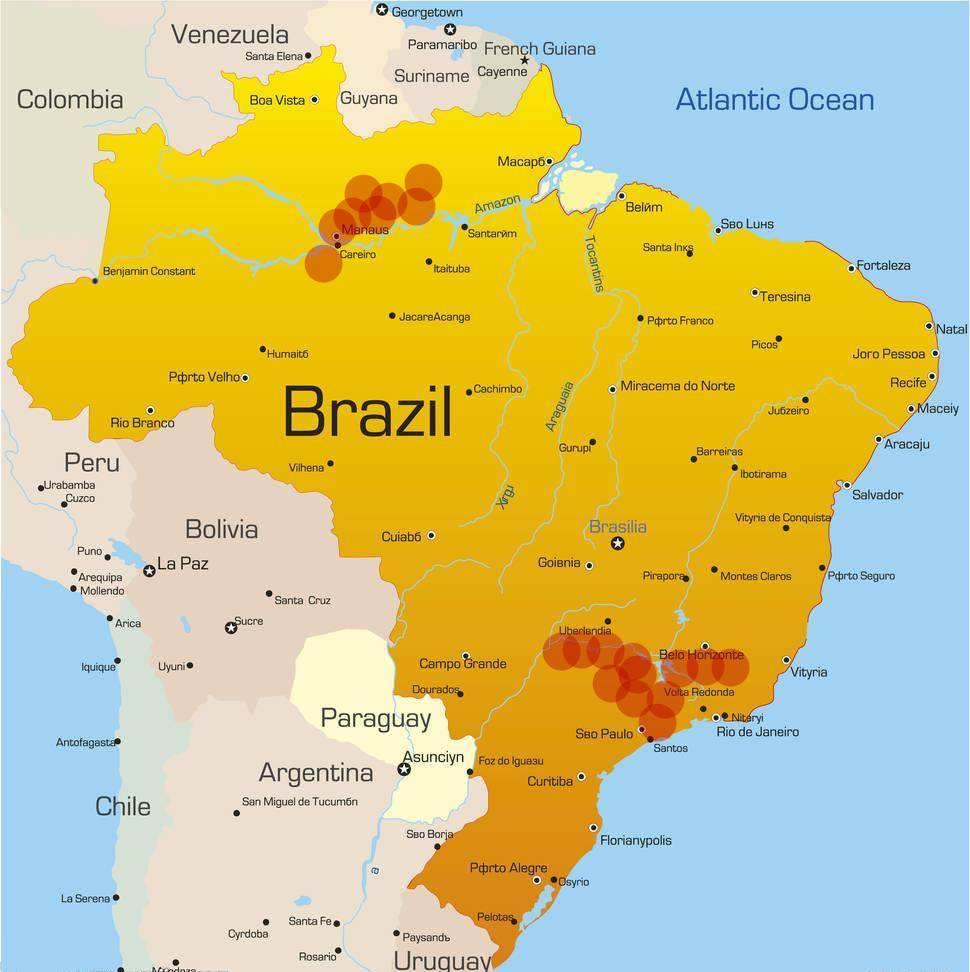 Georgetown
Venezuela
Paramaribo
French Guiana
Santa Elena
Cayenne
Suriname
Colombia
Boa Vista
Guyana
Atlantic Ocean
Macapб
Belйm
Amazon
Sвo Luнs
Manaus
Santarйm
Careiro
Tocantins
Santa Inкs
Itaituba
Fortaleza
Benjamin Constant
Teresina
JacareAcanga
Pфrto Franco
Natal
Picos
Joгo Pessoa
Humaitб
Pфrto Velho
Recife
Cachimbo
Miracema do Norte
Brazil
Araguaia
Juбzeiro
Maceiy
Rio Branco
Aracaju
Gurupi
Barreiras
Peru
Vilhena
Ibotirama
Urabamba
Cuzco
Xingu
Salvador
Vityria de Conquista
Bolivia
Brasilia
Cuiabб
Puno
La Paz
Goiвnia
Arequipa
Pirapora
Montes Claros
Pфrto Seguro
Mollendo
Santa Cruz
Arica
Sucre
Uberlendia
Belo Horizonte
Iquique
Uyuni
Campo Grande
Vityria
Dourados
Volta Redonda
Paraguay
Niteryi
Sвo Paulo
Rio de Janeiro
Antofagasta
Santos
Asunciyn
Foz do Iguaзu
Argentina
Curitiba
San Miguel de Tucumбn
Chile
Sвo Borja
Florianypolis
Pфrto Alegre
a
Osyrio
La Serena
Pelotas
Santa Fe
Cyrdoba
Paysandъ
Rosario
Uruguay